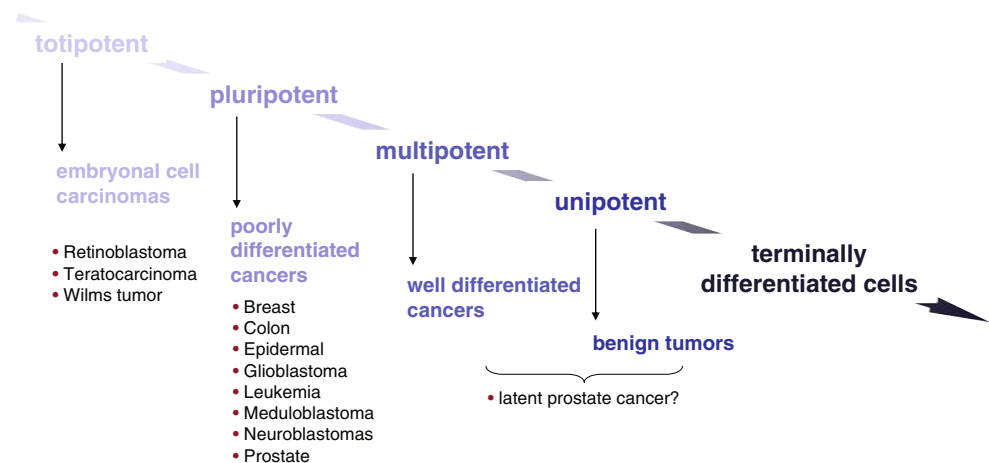 totipotent
pluripotent
multipotent
unipotent
terminally
differentiated cells
embryonal cell
carcinomas
• Retinoblastoma
• Teratocarcinoma
• Wilms tumor
poorly
differentiated
cancers
• Breast
• Colon
• Epidermal
• Glioblastoma
• Leukemia
• Meduloblastoma
• Neuroblastomas
• Prostate
well differentiated
cancers
benign tumors
• latent prostate cancer?